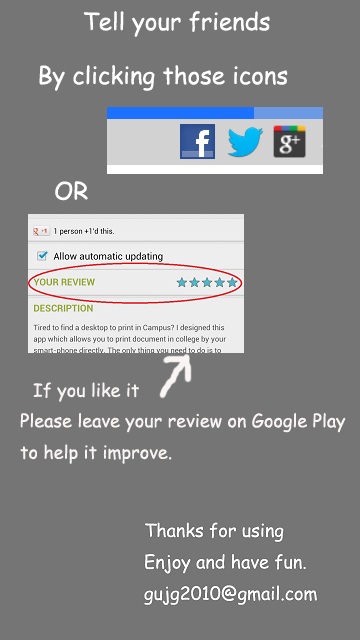 Tell your friends
By clicking those icons
f g+
OR
g +1 1 person +1'd this.
Allow automatic updating
YOUR REVIEW
DESCRIPTION
Tired to find a desktop to print in Campus? I designed this
app which allows you to print document in college by your
smart-phone directly. The only thing you need to do is to
If you like it
Please leave your review on Google Play
to help it improve.
Thanks for using
Enjoy and have fun.
gujg2010@gmail.com